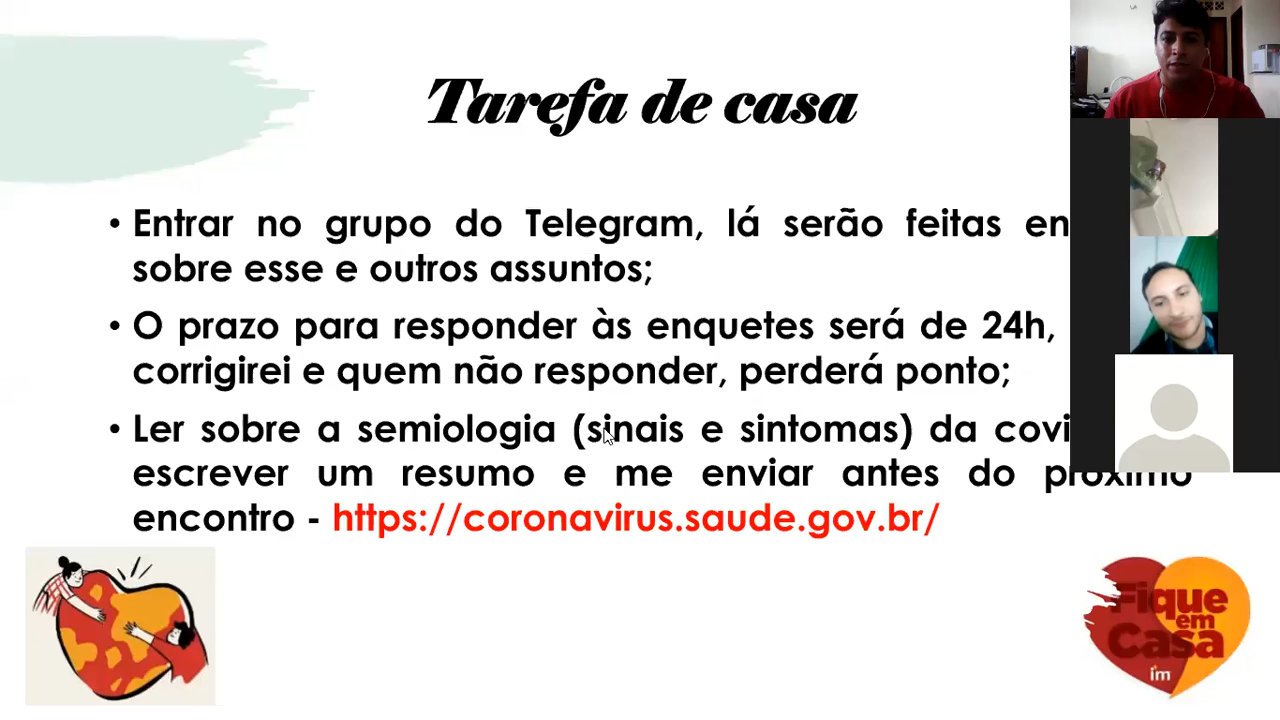 Tarefa de casa
• Entrar no grupo do Telegram, lá serão feitas
sobre esse e outros assuntos;
• O prazo para responder às enquetes será de 24h,
corrigirei e quem não responder, perderá ponto;
• Ler sobre a semiologia (sinais e sintomas) da
escrever um resumo e me enviar antes do próximo
encontro - https://coronavirus.saude.gov.br/
Fique
em
Casa
im